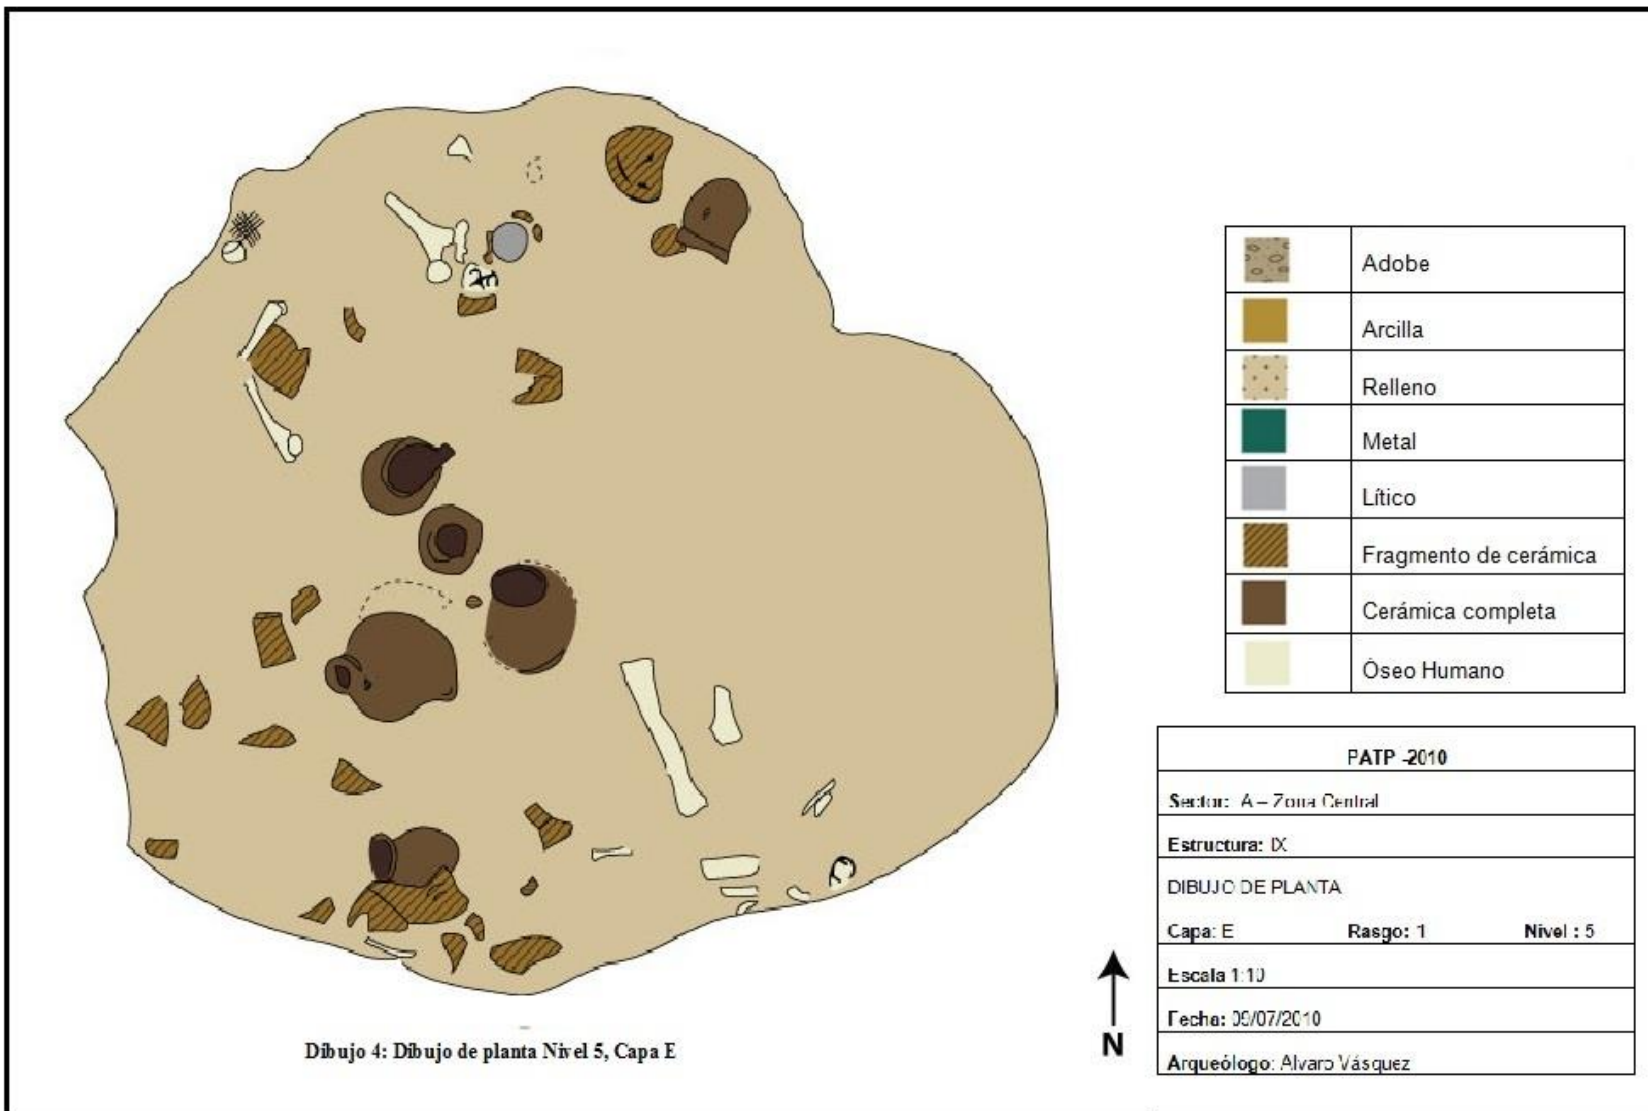 Adobe
Arcilla
Relleno
Metal
Lítico
Fragmento de cerámica
Cerámica completa
Óseo Humano
PATP -2010
Sector: A – Zona Central
Estructura: IX
DIBUJO DE PLANTA
Capa: E Rasgo: 1 Nivel : 5
Escala 1:10
Fecha: 09/07/2010
Arqueólogo: Alvaro Vásquez
N
Dibujo 4: Dibujo de planta Nivel 5, Capa E